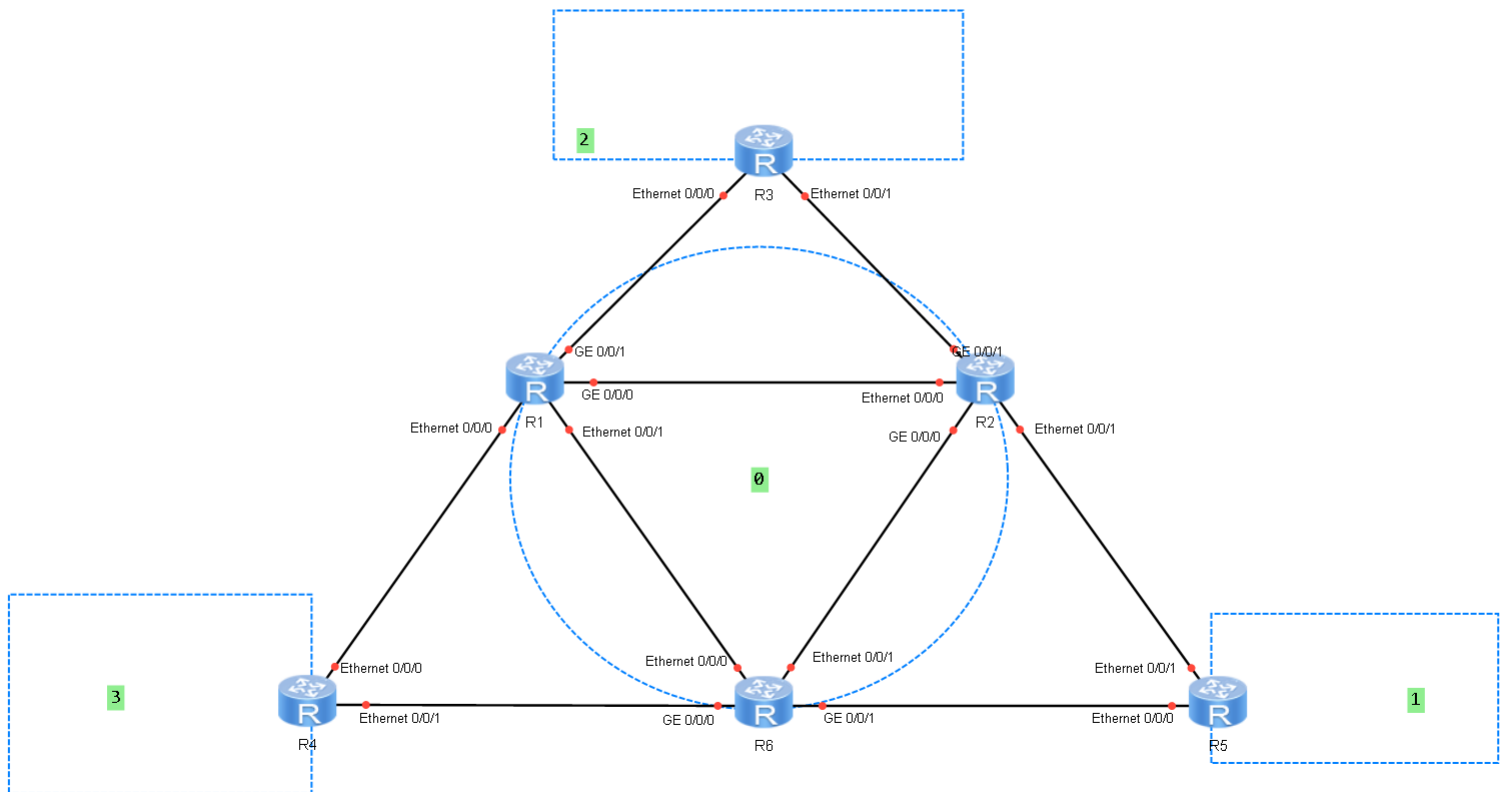 2
R
Ethernet 0/0/0
Ethernet 0/0/1
R3
GE 0/0/1
GE 0/0/1
R
R
GE 0/0/0
Ethernet 0/0/0
R1
R2
Ethernet 0/0/0
Ethernet 0/0/1
GE 0/0/0
Ethernet 0/0/1
0
Ethernet 0/0/0
Ethernet 0/0/0
Ethernet 0/0/1
Ethernet 0/0/1
3
R
R
R
1
Ethernet 0/0/1
GE 0/0/0
GE 0/0/1
Ethernet 0/0/0
R4
R6
R5